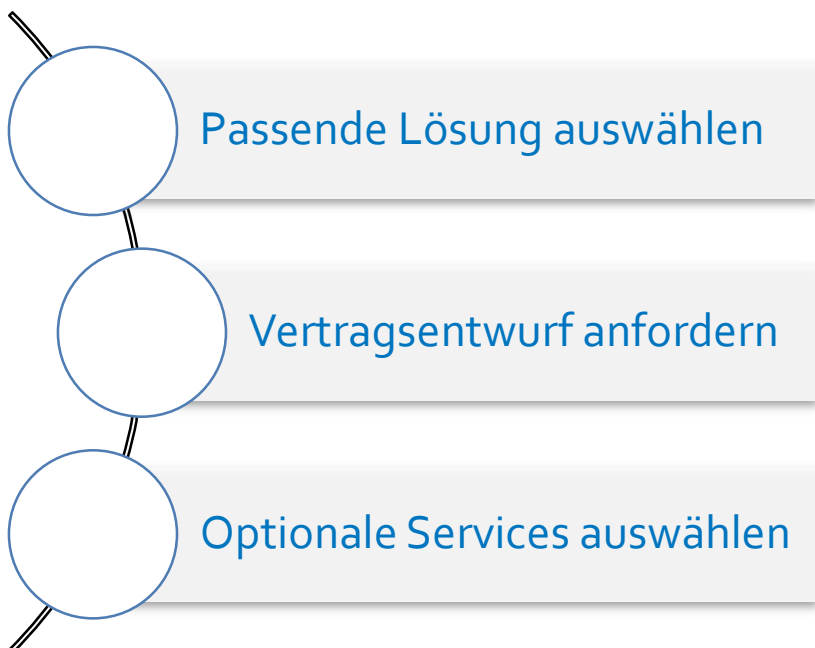 Passende Lösung auswählen
Vertragsentwurf anfordern
Optionale Services auswählen